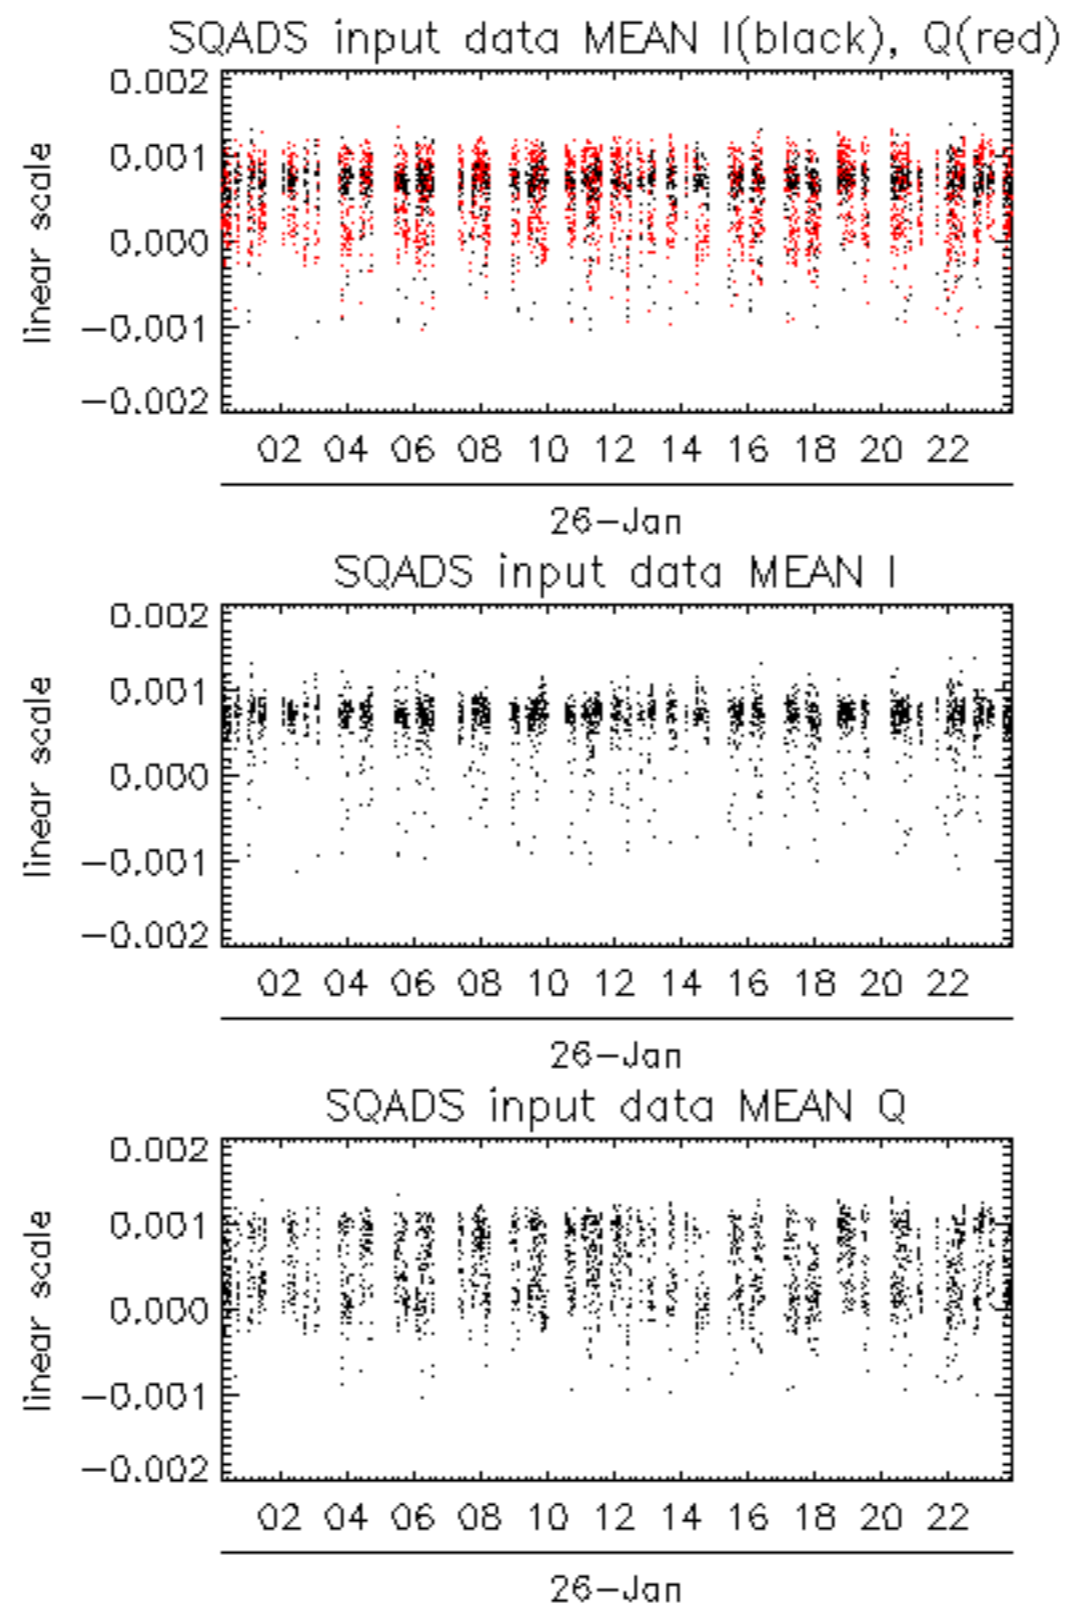 SQADS input data MEAN I(black), Q(red)
0.002
0.001
0.000
−0.001
−0.002
linear scale
02 04 06 08 10 12 14 16 18 20 22
26−Jan
SQADS input data MEAN I
0.002
0.001
0.000
−0.001
−0.002
linear scale
02 04 06 08 10 12 14 16 18 20 22
26−Jan
SQADS input data MEAN Q
0.002
0.001
0.000
−0.001
−0.002
linear scale
02 04 06 08 10 12 14 16 18 20 22
26−Jan